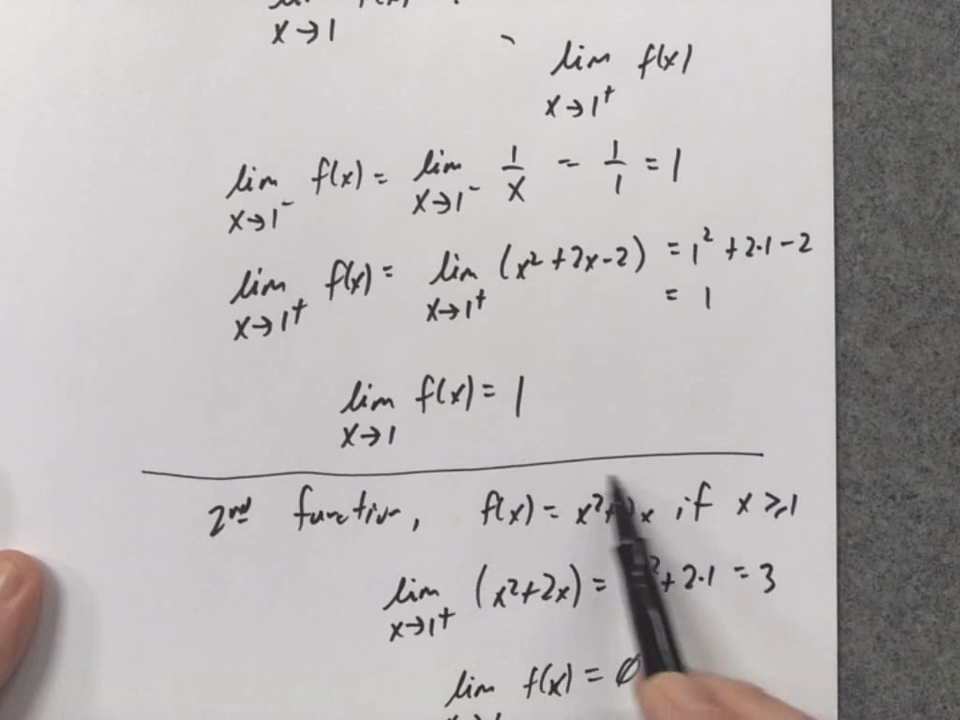 x→1
lim f(x)
x→1⁺
lim f(x) = lim 1/x = 1/1 = 1
x→1⁻ x→1⁻
lim f(x) = lim (x² + 2x - 2) = 1² + 2·1 - 2
x→1⁺ x→1⁺ = 1
lim f(x) = 1
x→1
2nd function, f(x) = x² + 2x if x ≥ 1
lim (x² + 2x) = ² + 2·1 = 3
x→1⁺
lim f(x) = ∅